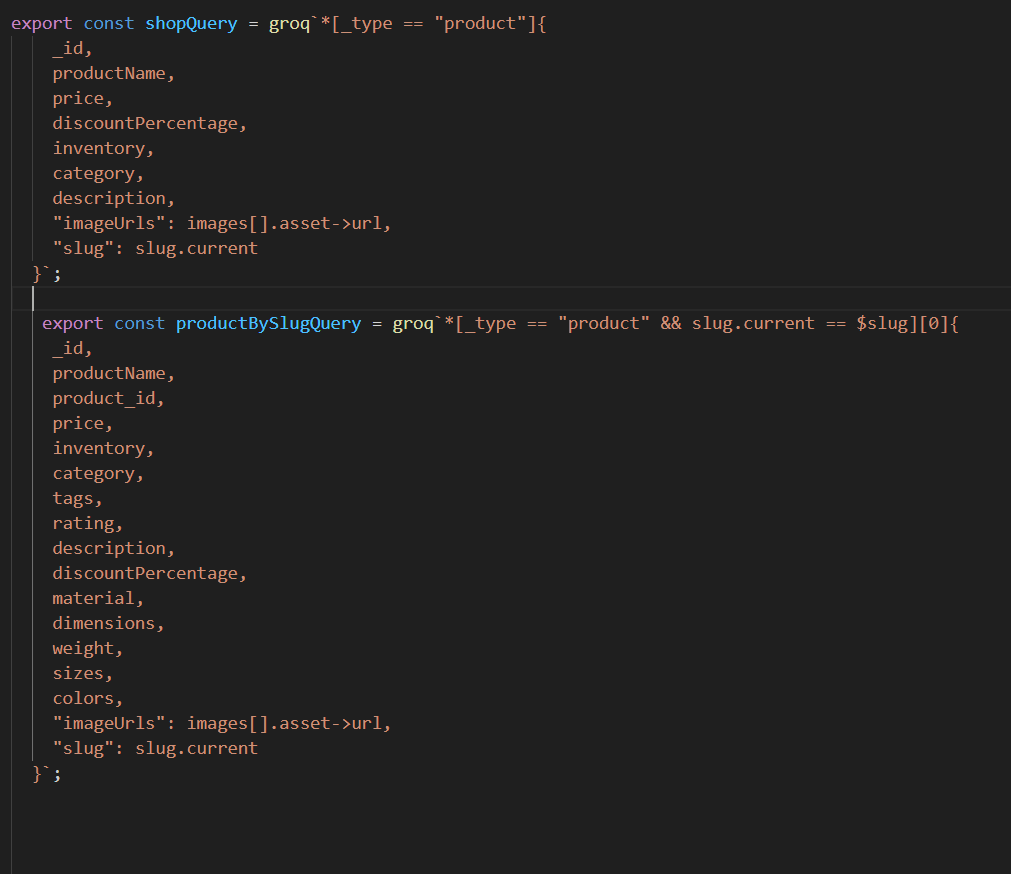 export const shopQuery = groq`*[_type == "product"]{
    _id,
    productName,
    price,
    discountPercentage,
    inventory,
    category,
    description,
    "imageUrls": images[].asset->url,
    "slug": slug.current
  }`;

   export const productBySlugQuery = groq`*[_type == "product" && slug.current == $slug][0]{
    _id,
    productName,
    product_id,
    price,
    inventory,
    category,
    tags,
    rating,
    description,
    discountPercentage,
    material,
    dimensions,
    weight,
    sizes,
    colors,
    "imageUrls": images[].asset->url,
    "slug": slug.current
  }`;